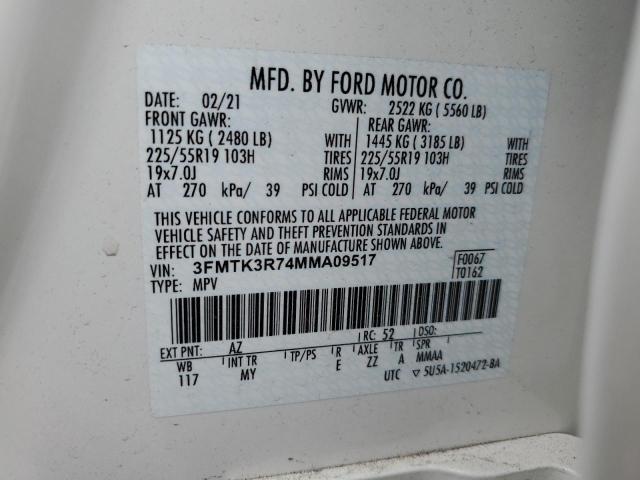 MFD. BY FORD MOTOR CO.
DATE: 02/21 GVWR: 2522 KG ( 5560 LB)
FRONT GAWR: REAR GAWR:
1125 KG ( 2480 LB) WITH 1445 KG ( 3185 LB) WITH
225/55R19 103H TIRES 225/55R19 103H TIRES
19x7.0J RIMS 19x7.0J RIMS
AT 270 kPa/ 39 PSI COLD AT 270 kPa/ 39 PSI COLD
THIS VEHICLE CONFORMS TO ALL APPLICABLE FEDERAL MOTOR
VEHICLE SAFETY AND THEFT PREVENTION STANDARDS IN
EFFECT ON THE DATE OF MANUFACTURE SHOWN ABOVE.
VIN: 3FMTK3R74MMA09517 F0067
TYPE: MPV T0162
EXT PNT: AZ RC: 52 DSO:
WB INT TR TP/PS R AXLE TR SPR
117 MY E ZZ A MMAA
UTC ▽ 5U5A-1520472-BA